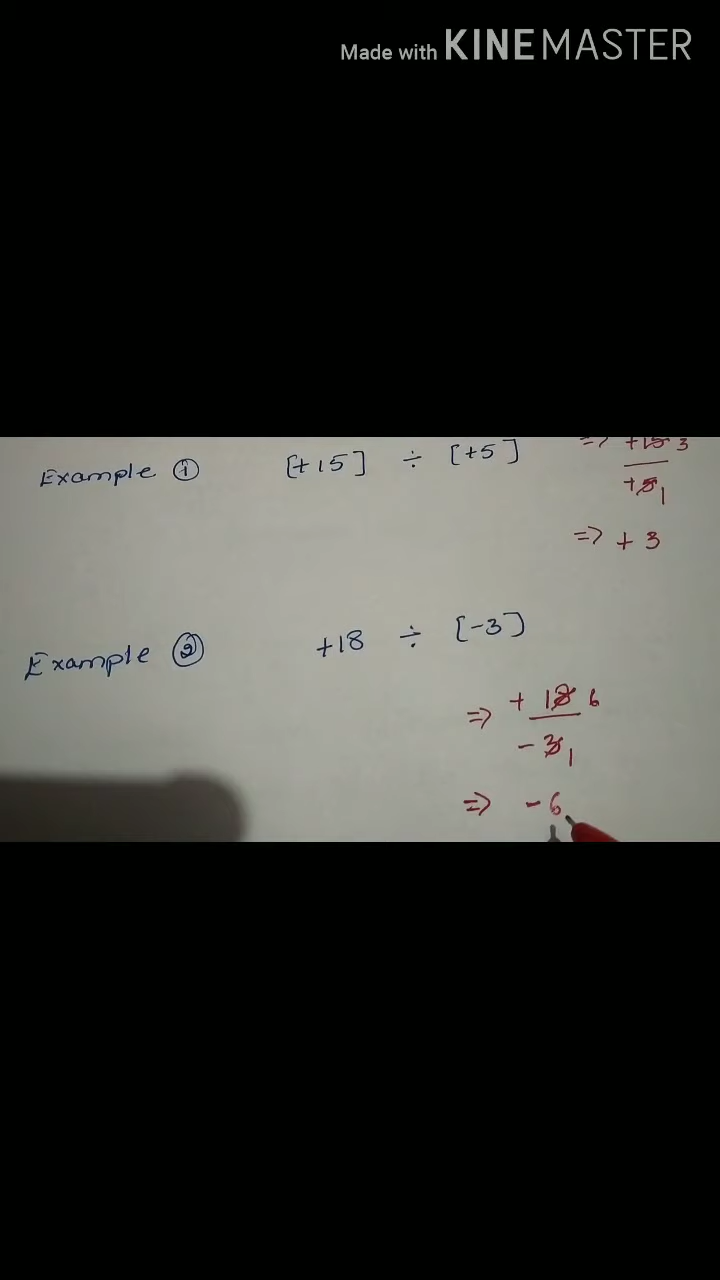 Made with KINEMASTER
Example ① [+15] ÷ [+5] => +15 3
+5 1
=> + 3
Example ② +18 ÷ [-3]
=> + 18 6
- 3 1
=> - 6